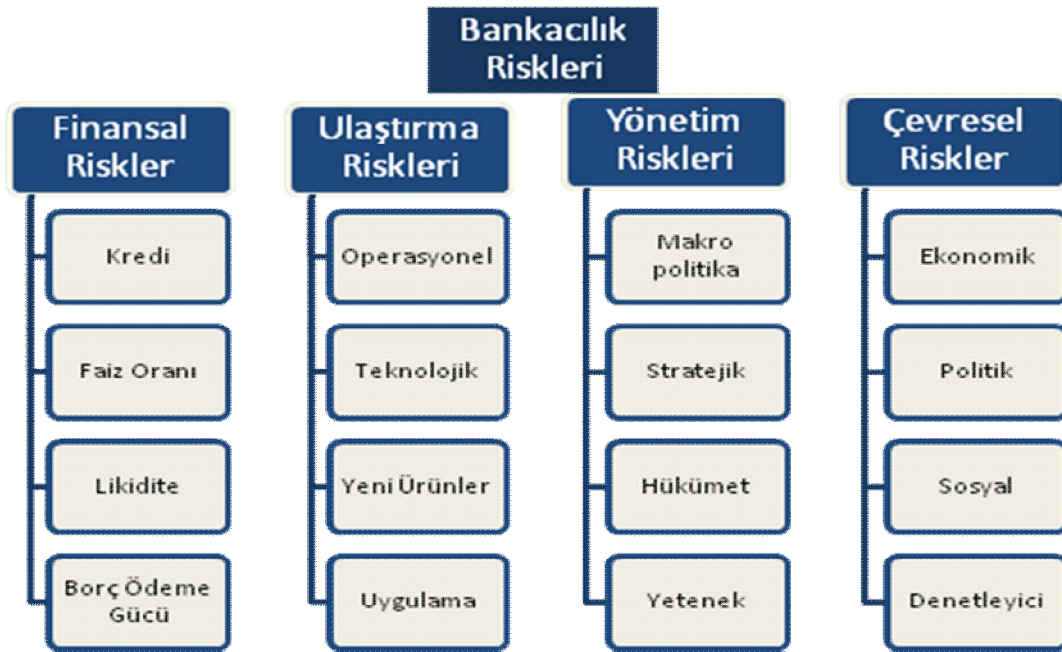 Bankacılık
Riskleri
Finansal
Riskler
Kredi
Faiz Oranı
Likidite
Borç Ödeme
Gücü
Ulaştırma
Riskleri
Operasyonel
Teknolojik
Yeni Ürünler
Uygulama
Yönetim
Riskleri
Makro
politika
Stratejik
Hükümet
Yetenek
Çevresel
Riskler
Ekonomik
Politik
Sosyal
Denetleyici